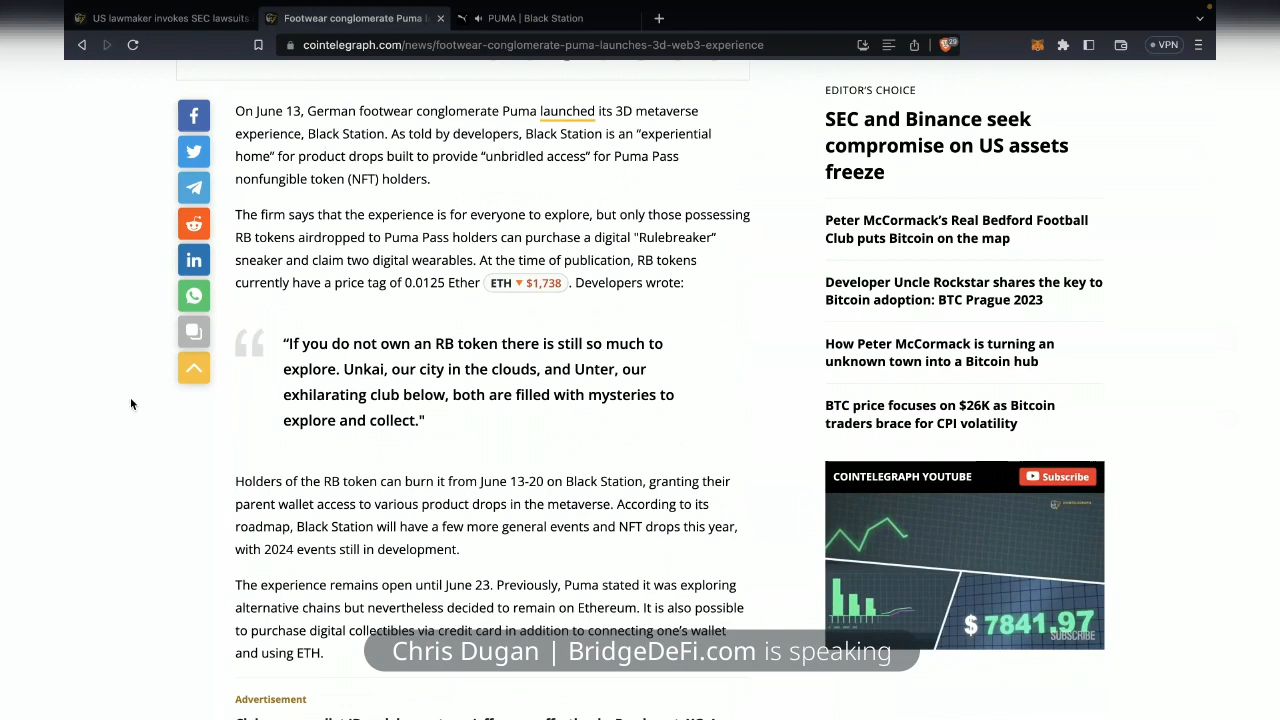 US lawmaker invokes SEC lawsuits
Footwear conglomerate Puma l
PUMA | Black Station
cointelegraph.com/news/footwear-conglomerate-puma-launches-3d-web3-experience
29
VPN
On June 13, German footwear conglomerate Puma launched its 3D metaverse
experience, Black Station. As told by developers, Black Station is an “experiential
home” for product drops built to provide “unbridled access” for Puma Pass
nonfungible token (NFT) holders.
The firm says that the experience is for everyone to explore, but only those possessing
RB tokens airdropped to Puma Pass holders can purchase a digital "Rulebreaker”
sneaker and claim two digital wearables. At the time of publication, RB tokens
currently have a price tag of 0.0125 Ether ETH ▼ $1,738 . Developers wrote:
“If you do not own an RB token there is still so much to
explore. Unkai, our city in the clouds, and Unter, our
exhilarating club below, both are filled with mysteries to
explore and collect."
Holders of the RB token can burn it from June 13-20 on Black Station, granting their
parent wallet access to various product drops in the metaverse. According to its
roadmap, Black Station will have a few more general events and NFT drops this year,
with 2024 events still in development.
The experience remains open until June 23. Previously, Puma stated it was exploring
alternative chains but nevertheless decided to remain on Ethereum. It is also possible
to purchase digital collectibles via credit card in addition to connecting one’s wallet
and using ETH.
Advertisement
EDITOR’S CHOICE
SEC and Binance seek
compromise on US assets
freeze
Peter McCormack’s Real Bedford Football
Club puts Bitcoin on the map
Developer Uncle Rockstar shares the key to
Bitcoin adoption: BTC Prague 2023
How Peter McCormack is turning an
unknown town into a Bitcoin hub
BTC price focuses on $26K as Bitcoin
traders brace for CPI volatility
COINTELEGRAPH YOUTUBE
Subscribe
COINTELEGRAPH
$ 7841.97
SUBSCRIBE
Chris Dugan | BridgeDeFi.com is speaking